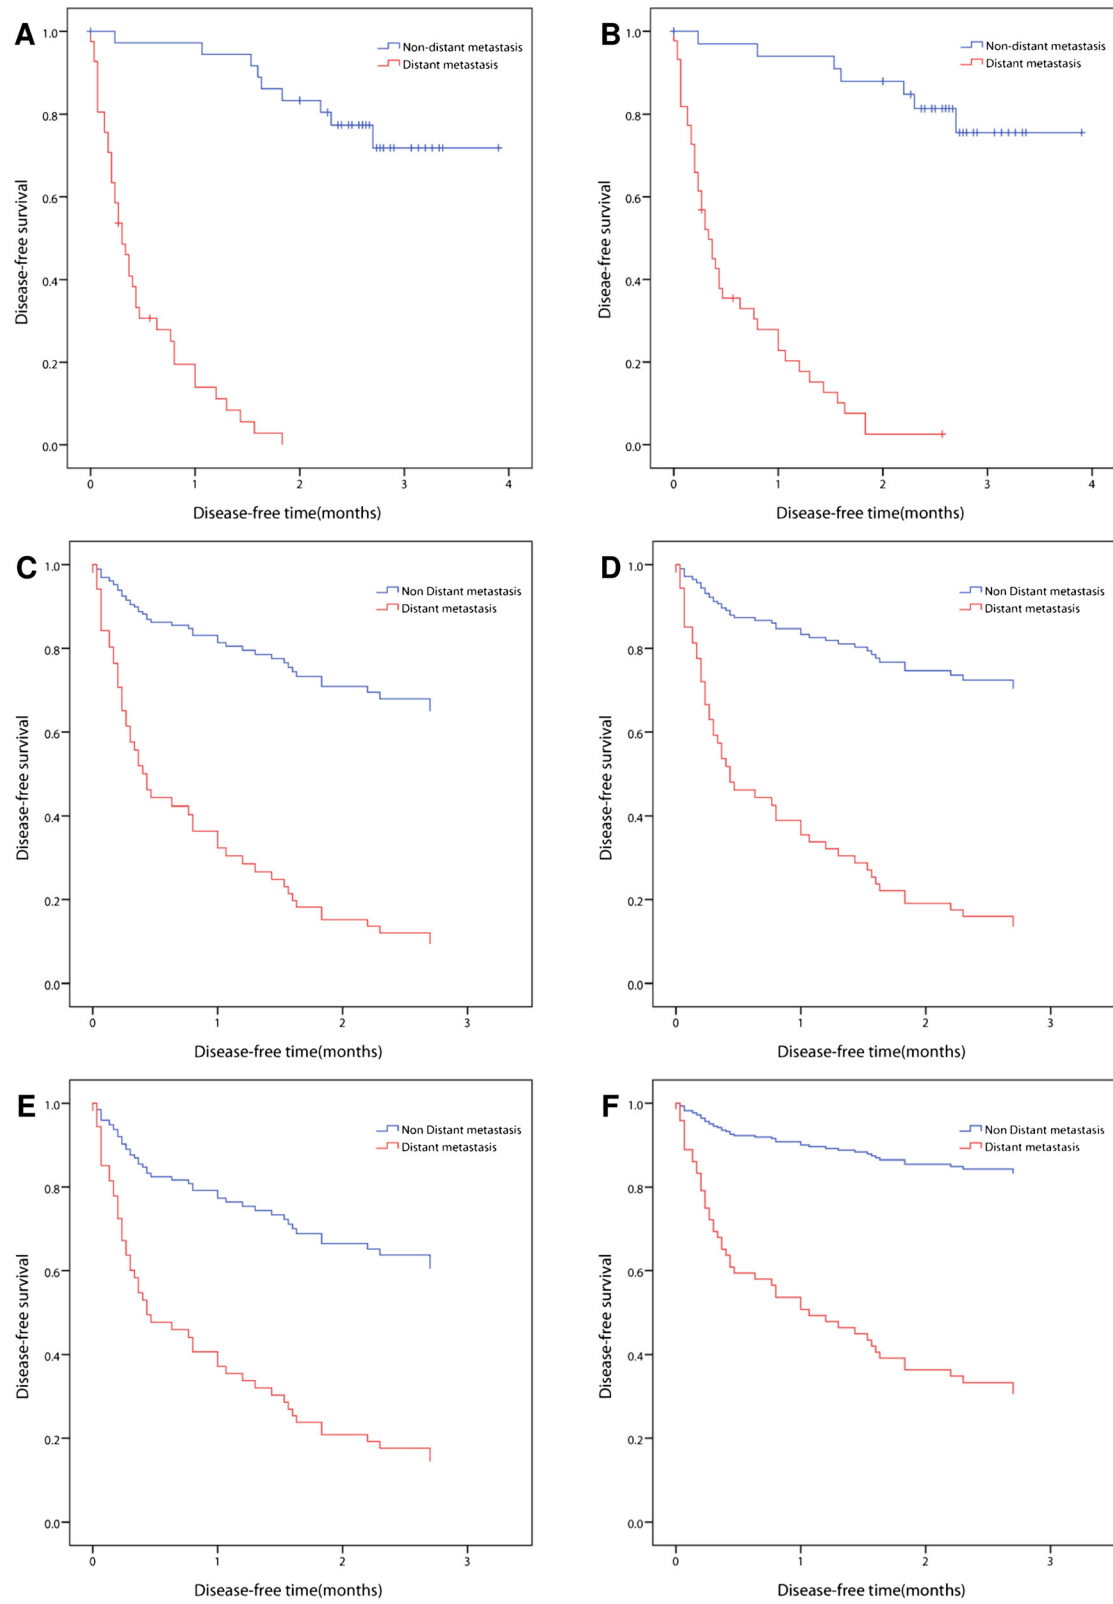 A
1.0
0.8
0.6
0.4
0.2
0.0
Disease-free survival
Non-distant metastasis
Distant metastasis
0 1 2 3 4
Disease-free time(months)
B
1.0
0.8
0.6
0.4
0.2
0.0
Diseae-free survival
Non-distant metastasis
Distant metastasis
0 1 2 3 4
Disease-free time(months)
C
1.0
0.8
0.6
0.4
0.2
0.0
Disease-free survival
Non Distant metastasis
Distant metastasis
0 1 2 3
Disease-free time(months)
D
1.0
0.8
0.6
0.4
0.2
0.0
Disease-free survival
Non Distant metastasis
Distant metastasis
0 1 2 3
Disease-free time(months)
E
1.0
0.8
0.6
0.4
0.2
0.0
Disease-free survival
Non Distant metastasis
Distant metastasis
0 1 2 3
Disease-free time(months)
F
1.0
0.8
0.6
0.4
0.2
0.0
Disease-free survival
Non Distant metastasis
Distant metastasis
0 1 2 3
Disease-free time(months)